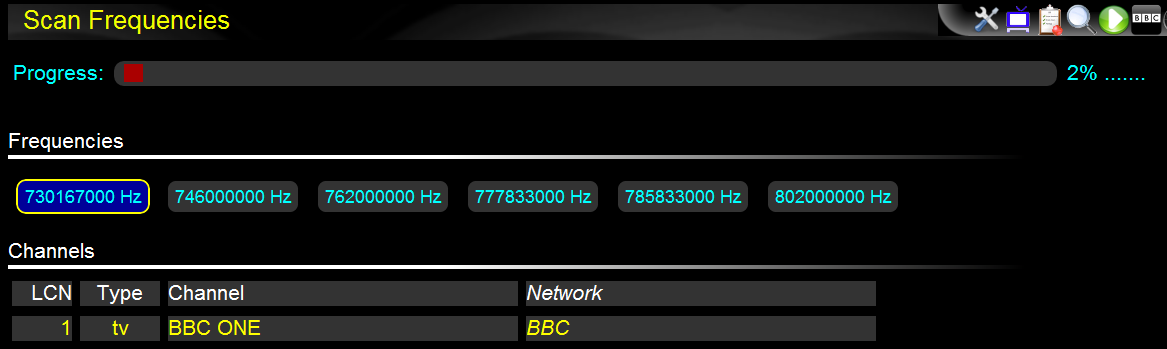 Scan Frequencies
BBC
Progress: 2% .......
Frequencies
730167000 Hz 746000000 Hz 762000000 Hz 777833000 Hz 785833000 Hz 802000000 Hz
Channels
LCN Type Channel Network
1 tv BBC ONE BBC